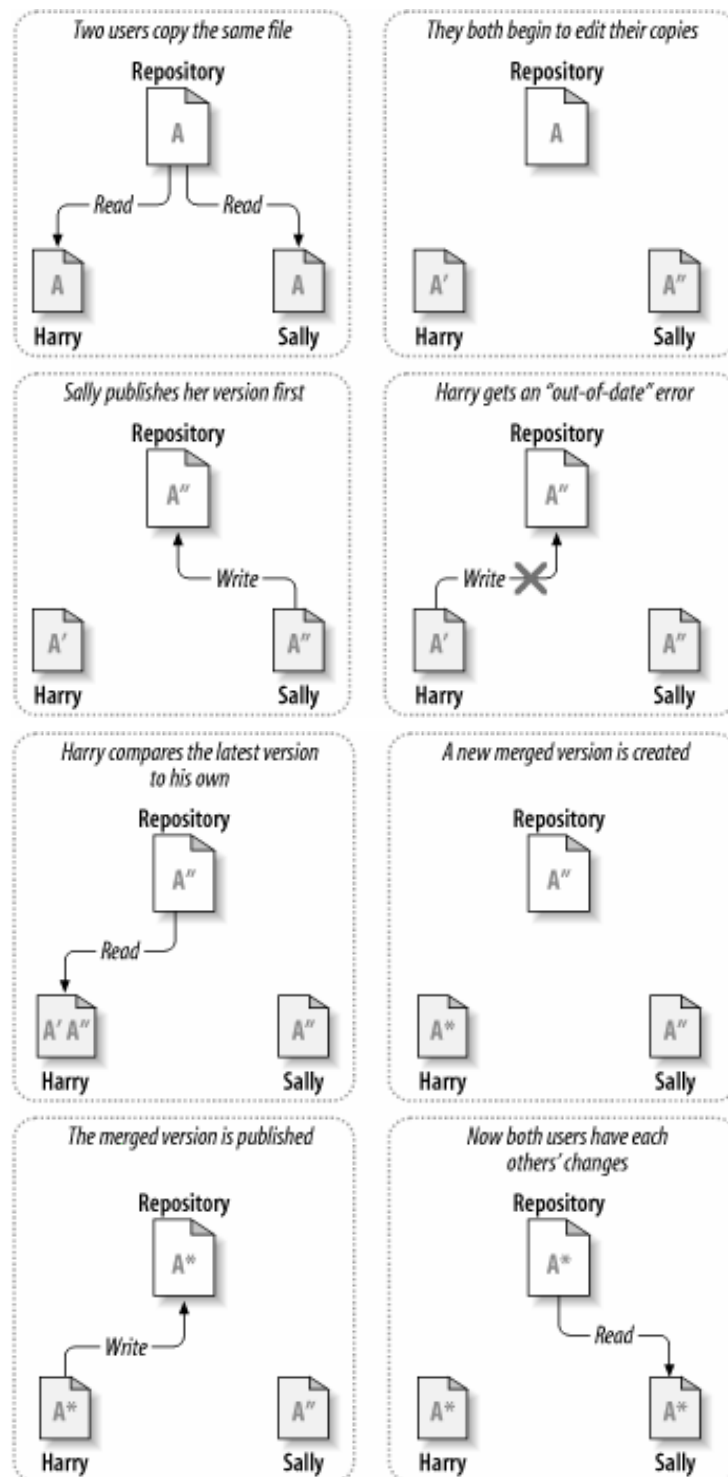 Two users copy the same file
Repository
A
Read Read
A A
Harry Sally
They both begin to edit their copies
Repository
A
A′ A″
Harry Sally
Sally publishes her version first
Repository
A″
Write
A′ A″
Harry Sally
Harry gets an “out-of-date” error
Repository
A″
Write
A′ A″
Harry Sally
Harry compares the latest version
to his own
Repository
A″
Read
A′ A″ A″
Harry Sally
A new merged version is created
Repository
A″
A* A″
Harry Sally
The merged version is published
Repository
A*
Write
A* A″
Harry Sally
Now both users have each
others’ changes
Repository
A*
Read
A* A*
Harry Sally